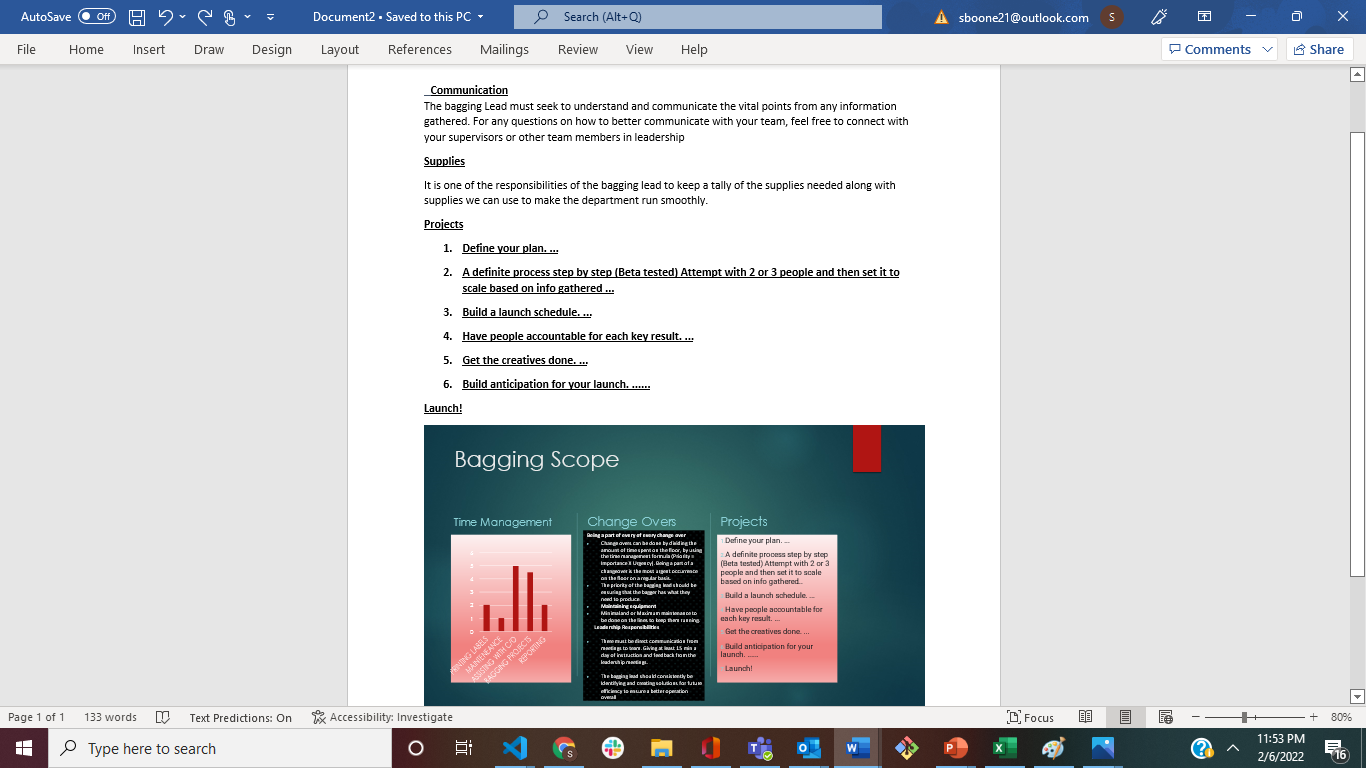 AutoSave Off Document2 • Saved to this PC Search (Alt+Q) sboone21@outlook.com S
File Home Insert Draw Design Layout References Mailings Review View Help Comments Share
Communication
The bagging Lead must seek to understand and communicate the vital points from any information
gathered. For any questions on how to better communicate with your team, feel free to connect with
your supervisors or other team members in leadership
Supplies
It is one of the responsibilities of the bagging lead to keep a tally of the supplies needed along with
supplies we can use to make the department run smoothly.
Projects
1. Define your plan. ...
2. A definite process step by step (Beta tested) Attempt with 2 or 3 people and then set it to
scale based on info gathered ...
3. Build a launch schedule. ...
4. Have people accountable for each key result. ...
5. Get the creatives done. ...
6. Build anticipation for your launch. ......
Launch!
Bagging Scope
Time Management
5
4
3
2
1
0
PRINTING LABELS
MAINTENANCE
ASSISTING WITH C/O
BAGGING PROJECTS
REPORTING
Change Overs
Being a part of every of every change over
Change overs can be done by dividing the
amount of time spent on the floor, by using
the time management formula (Priority =
Importance X Urgency). Being a part of a
changeover is the most urgent occurrence
on the floor on a regular basis.
The priority of the bagging lead should be
ensuring that the bagger has what they
need to produce.
Maintaining equipment
Minimal and or Maximum maintenance to
be done on the lines to keep them running.
Leadership Responsibilities
There must be direct communication from
meetings to team. Giving at least 15 min a
day of instruction and feedback from the
leadership meetings.
The bagging lead should consistently be
identifying and creating solutions for future
efficiency to ensure a better operation
overall
Projects
Define your plan. ...
A definite process step by step
(Beta tested) Attempt with 2 or 3
people and then set it to scale
based on info gathered..
Build a launch schedule. ...
Have people accountable for
each key result. ...
Get the creatives done. ...
Build anticipation for your
launch. ......
Launch!
Page 1 of 1 133 words Text Predictions: On Accessibility: Investigate Focus 80%
Type here to search 11:53 PM
2/6/2022 16